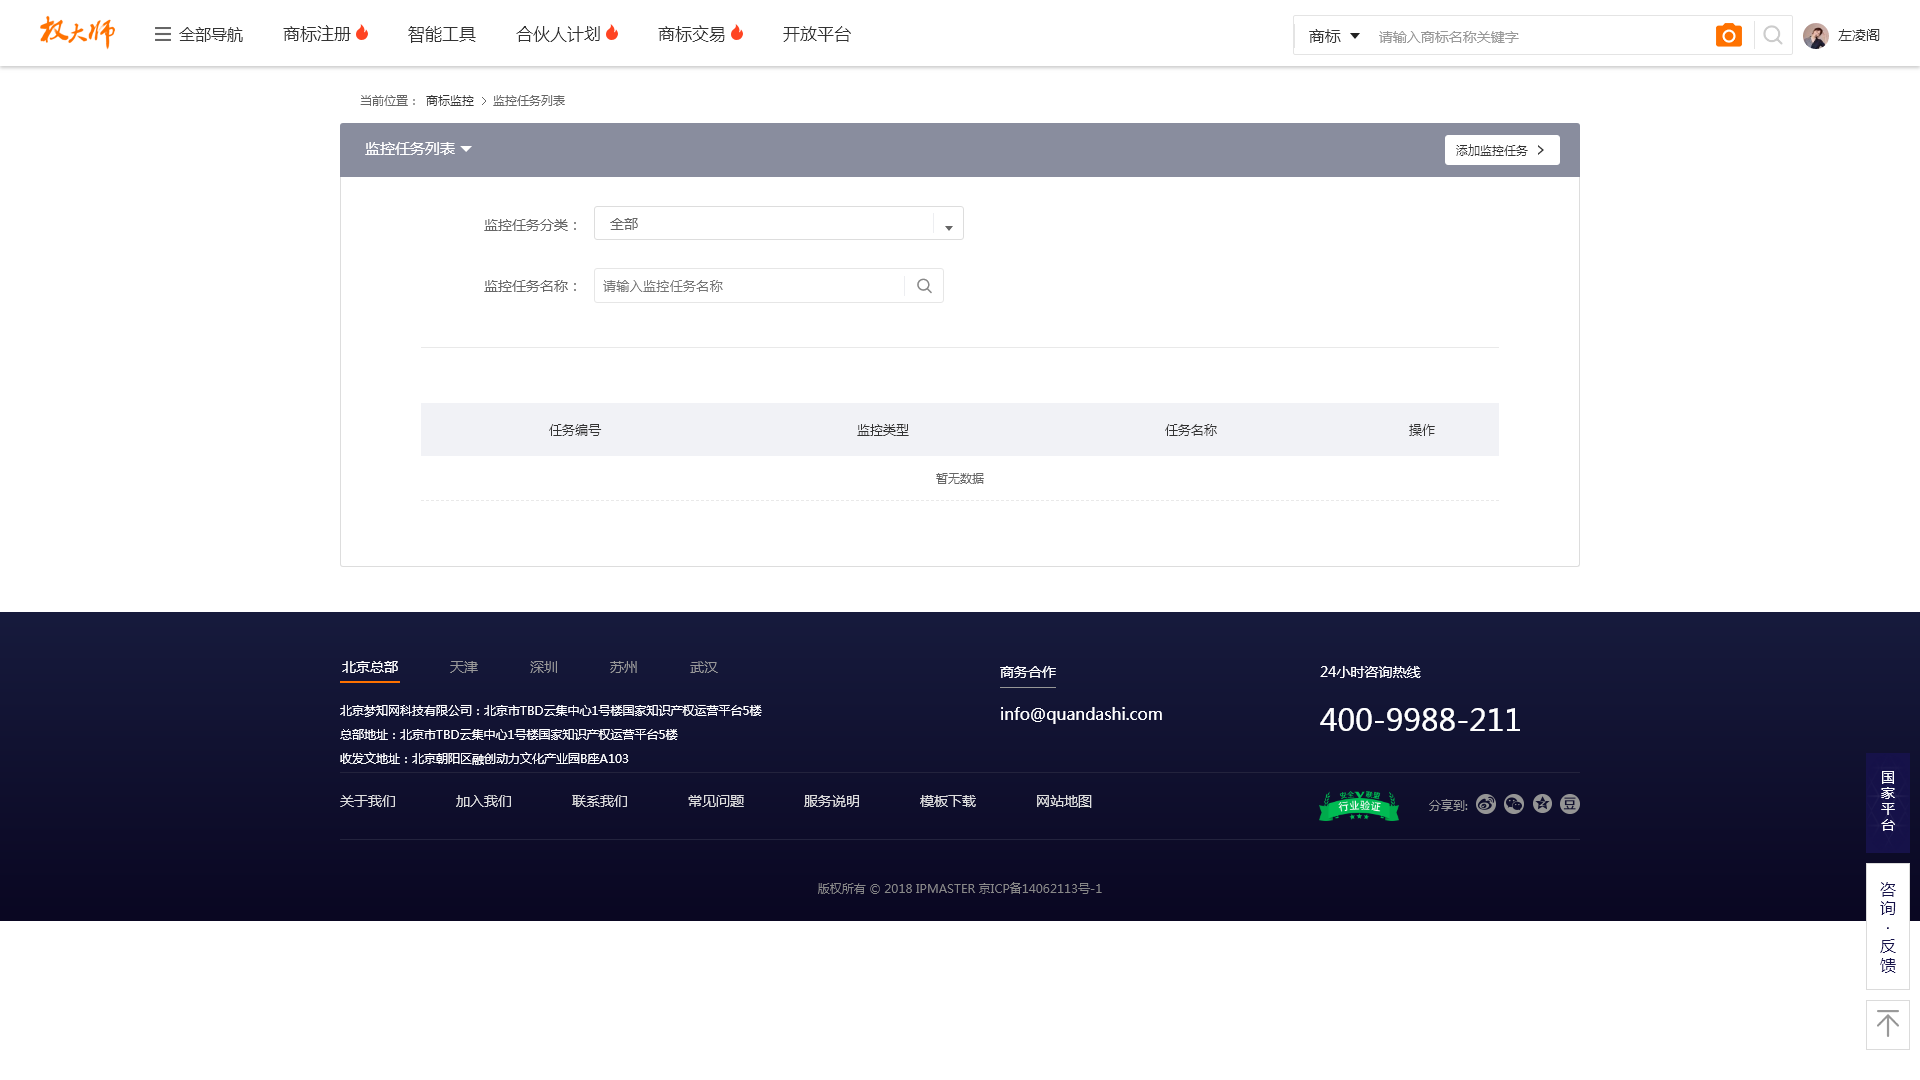 权大师
全部导航
商标注册
智能工具
合伙人计划
商标交易
开放平台
商标
请输入商标名称关键字
左凌阁
当前位置： 商标监控 > 监控任务列表
监控任务列表
添加监控任务 >
监控任务分类： 全部
监控任务名称： 请输入监控任务名称
任务编号 监控类型 任务名称 操作
暂无数据
北京总部 天津 深圳 苏州 武汉
北京梦知网科技有限公司：北京市TBD云集中心1号楼国家知识产权运营平台5楼
总部地址：北京市TBD云集中心1号楼国家知识产权运营平台5楼
收发文地址：北京朝阳区融创动力文化产业园B座A103
商务合作
info@quandashi.com
24小时咨询热线
400-9988-211
关于我们 加入我们 联系我们 常见问题 服务说明 模板下载 网站地图
安全V联盟
行业验证
分享到:
豆
版权所有 © 2018 IPMASTER 京ICP备14062113号-1
国家平台
咨询·反馈